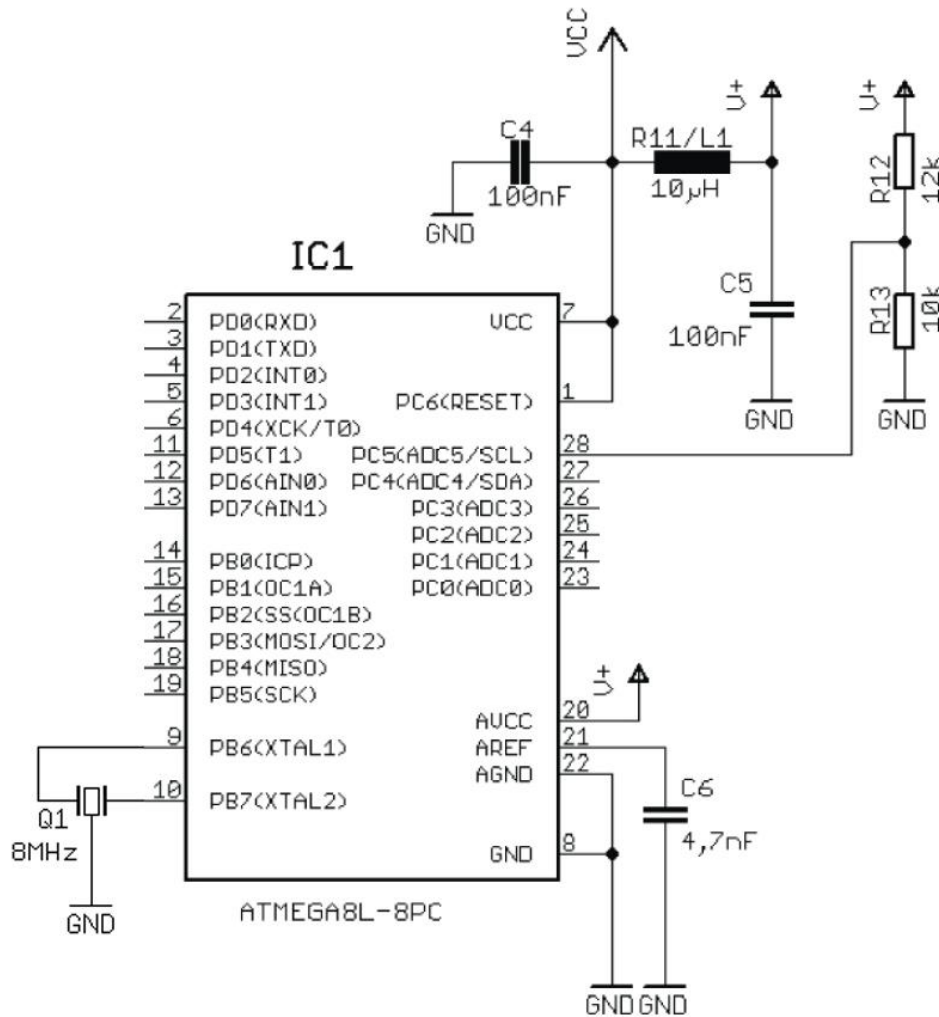 VCC
C4
100nF
GND
R11/L1
10µH
V+
V+
R12
12k
R13
10k
GND
C5
100nF
GND
IC1
2 PD0(RXD)
3 PD1(TXD)
4 PD2(INT0)
5 PD3(INT1)
6 PD4(XCK/T0)
11 PD5(T1)
12 PD6(AIN0)
13 PD7(AIN1)
14 PB0(ICP)
15 PB1(OC1A)
16 PB2(SS(OC1B)
17 PB3(MOSI/OC2)
18 PB4(MISO)
19 PB5(SCK)
9 PB6(XTAL1)
10 PB7(XTAL2)
VCC 7
PC6(RESET) 1
PC5(ADC5/SCL) 28
PC4(ADC4/SDA) 27
PC3(ADC3) 26
PC2(ADC2) 25
PC1(ADC1) 24
PC0(ADC0) 23
AVCC 20
AREF 21
AGND 22
GND 8
V+
C6
4,7nF
Q1
8MHz
GND
ATMEGA8L-8PC
GND
GND